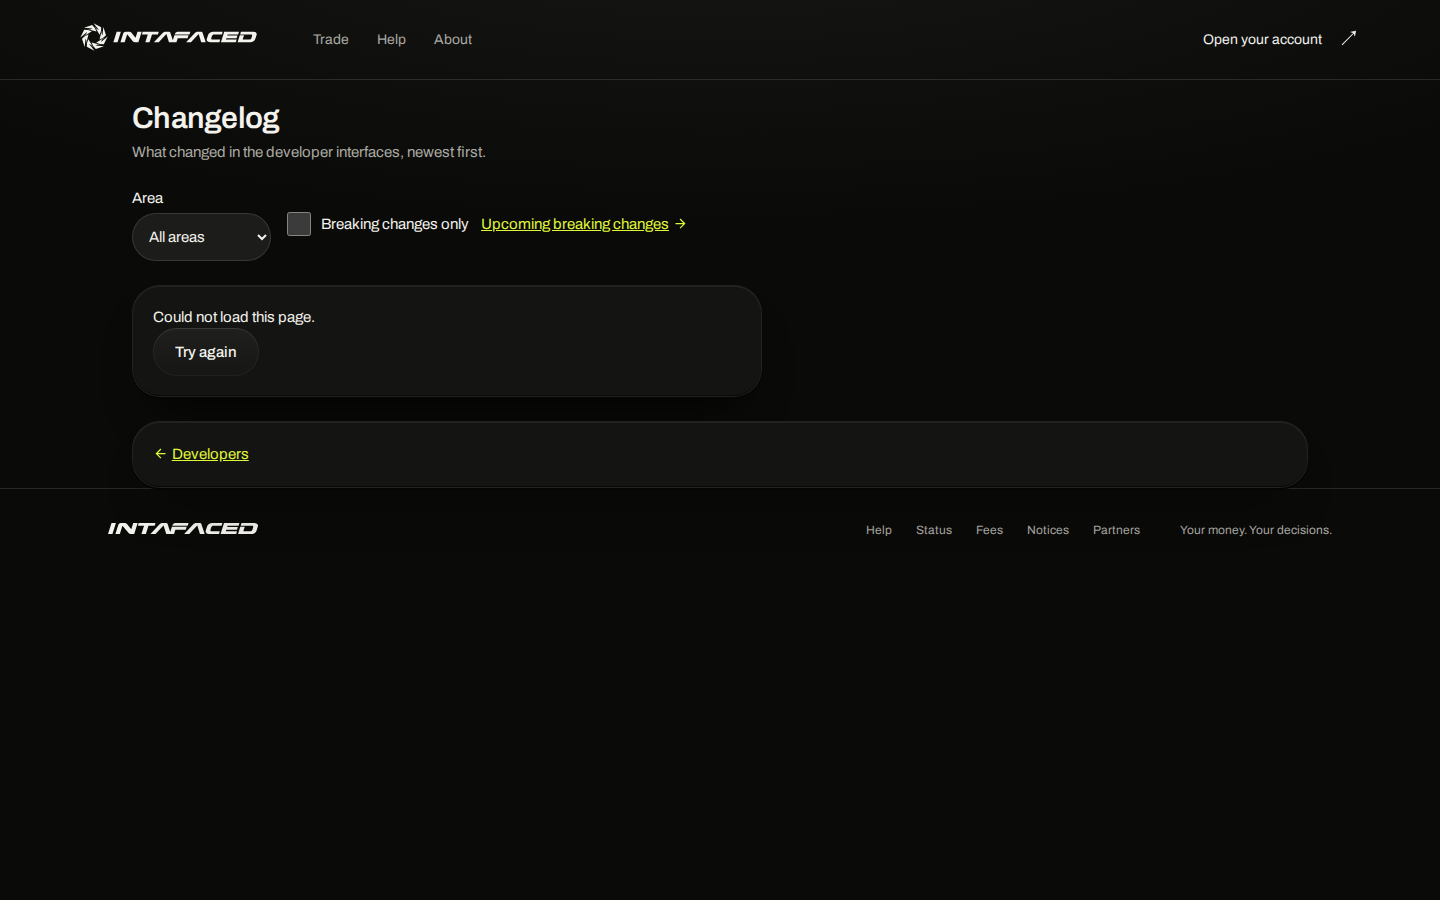 INTAFACED
Trade
Help
About
Open your account
Changelog
What changed in the developer interfaces, newest first.
Area
All areas
Breaking changes only
Upcoming breaking changes →
Could not load this page.
Try again
← Developers
INTAFACED
Help
Status
Fees
Notices
Partners
Your money. Your decisions.